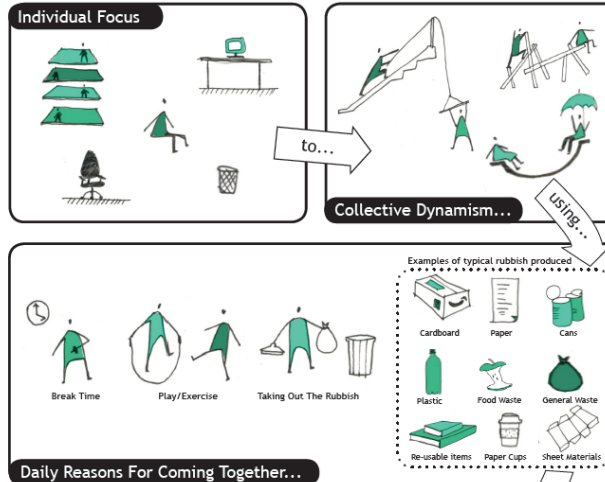 Individual Focus
to...
Collective Dynamism...
using...
Examples of typical rubbish produced
Cardboard
Paper
Cans
Plastic
Food Waste
General Waste
Re-usable items
Paper Cups
Sheet Materials
Break Time
Play/Exercise
Taking Out The Rubbish
Daily Reasons For Coming Together...